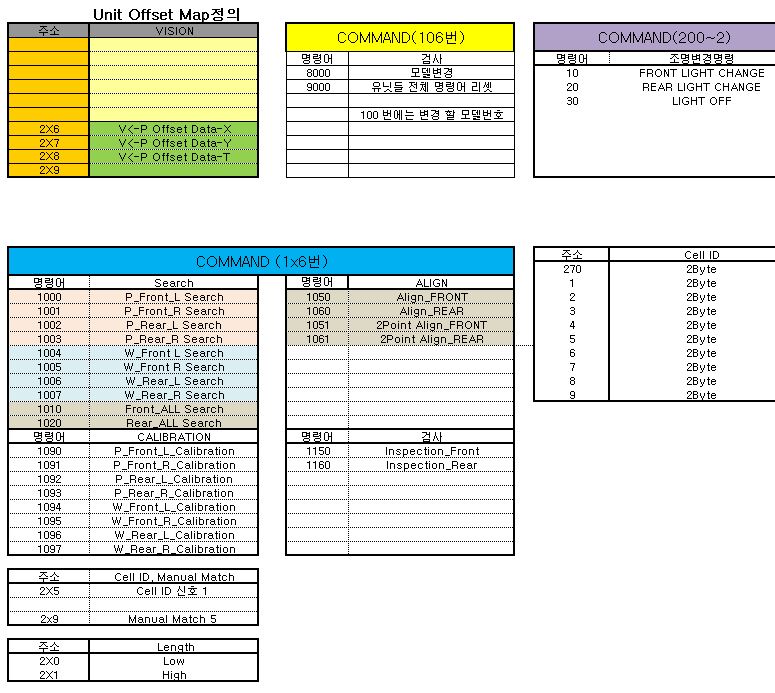 Unit Offset Map정의
주소 VISION
2X6 V<-P Offset Data-X
2X7 V<-P Offset Data-Y
2X8 V<-P Offset Data-T
2X9
COMMAND(106번)
명령어 검사
8000 모델변경
9000 유닛들 전체 명령어 리셋
100 번에는 변경 할 모델번호
COMMAND(200~2)
명령어 조명변경명령
10 FRONT LIGHT CHANGE
20 REAR LIGHT CHANGE
30 LIGHT OFF
COMMAND (1x6번)
명령어 Search
1000 P_Front_L Search
1001 P_Front_R Search
1002 P_Rear_L Search
1003 P_Rear_R Search
1004 W_Front L Search
1005 W_Front R Search
1006 W_Rear_L Search
1007 W_Rear_R Search
1010 Front_ALL Search
1020 Rear_ALL Search
명령어 CALIBRATION
1090 P_Front_L_Calibration
1091 P_Front_R_Calibration
1092 P_Rear_L_Calibration
1093 P_Rear_R_Calibration
1094 W_Front_L_Calibration
1095 W_Front_R_Calibration
1096 W_Rear_L_Calibration
1097 W_Rear_R_Calibration
명령어 ALIGN
1050 Align_FRONT
1060 Align_REAR
1051 2Point Align_FRONT
1061 2Point Align_REAR
명령어 검사
1150 Inspection_Front
1160 Inspection_Rear
주소 Cell ID
270 2Byte
1 2Byte
2 2Byte
3 2Byte
4 2Byte
5 2Byte
6 2Byte
7 2Byte
8 2Byte
9 2Byte
주소 Cell ID, Manual Match
2X5 Cell ID 신호 1
2x9 Manual Match 5
주소 Length
2X0 Low
2X1 High